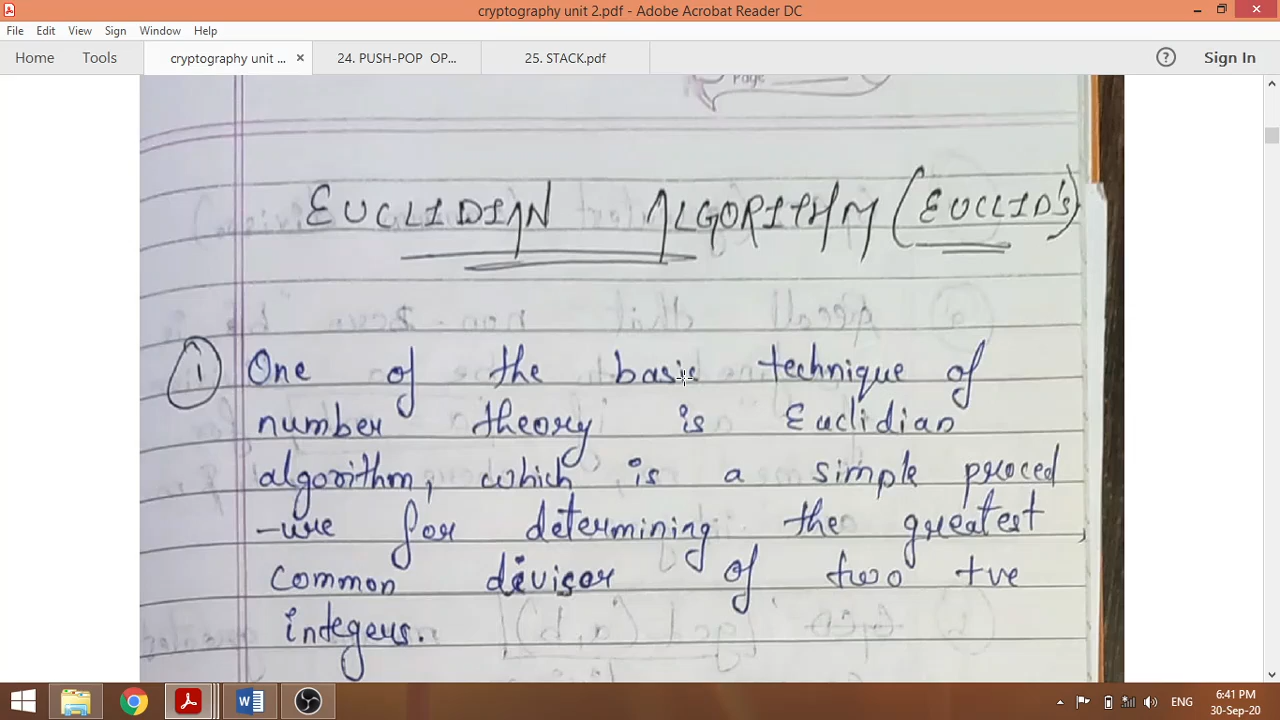 cryptography unit 2.pdf - Adobe Acrobat Reader DC
File Edit View Sign Window Help
Home Tools cryptography unit ... × 24. PUSH-POP OP... 25. STACK.pdf ? Sign In
Page
EUCLIDIAN ALGORITHM (EUCLID'S)
1 One of the basic technique of
number theory is Euclidian
algorithm, which is a simple proced
-ure for determining the greatest
common devisor of two +ve
integers.
ENG 6:41 PM
30-Sep-20